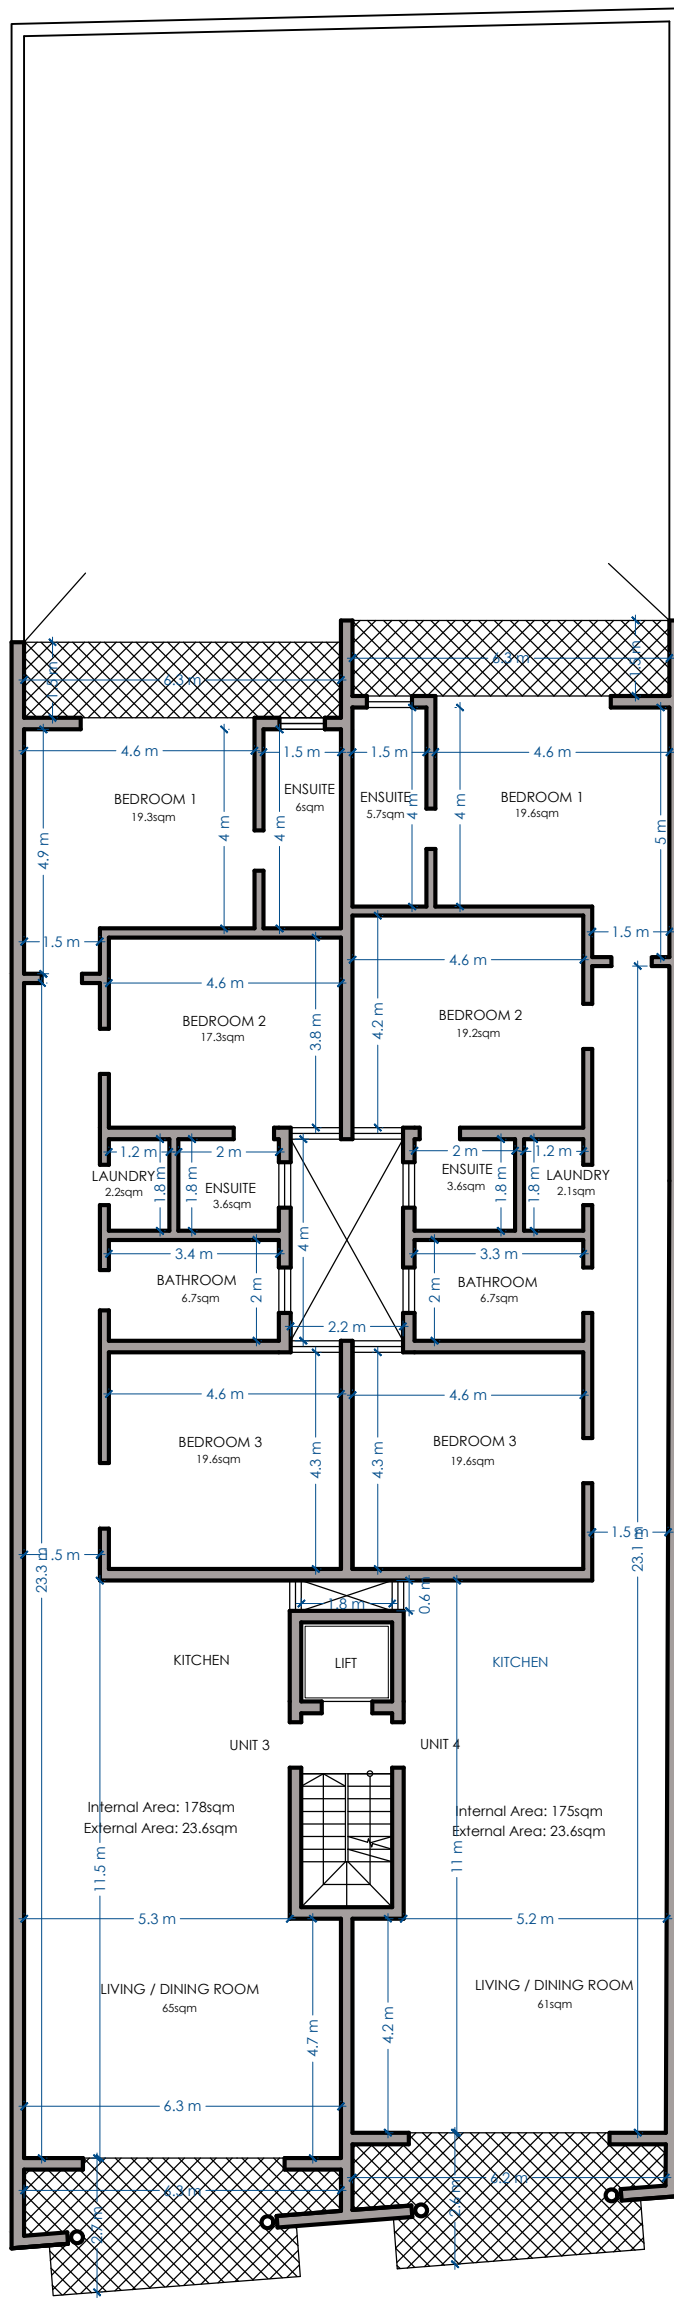 6.3 m
6.3 m
1.5 m
4.6 m
1.5 m
1.5 m
4.6 m
ENSUITE
6sqm
ENSUITE
5.7sqm
BEDROOM 1
19.3sqm
BEDROOM 1
19.6sqm
4 m
4 m
4 m
4 m
4.9 m
5 m
1.5 m
1.5 m
4.6 m
4.6 m
BEDROOM 2
17.3sqm
BEDROOM 2
19.2sqm
3.8 m
4.2 m
1.2 m
2 m
2 m
1.2 m
LAUNDRY
2.2sqm
ENSUITE
3.6sqm
ENSUITE
3.6sqm
LAUNDRY
2.1sqm
1.8 m
1.8 m
1.8 m
1.8 m
4 m
3.4 m
3.3 m
BATHROOM
6.7sqm
BATHROOM
6.7sqm
2 m
2 m
2.2 m
4.6 m
4.6 m
BEDROOM 3
19.6sqm
BEDROOM 3
19.6sqm
4.3 m
4.3 m
1.5 m
1.5 m
23.3 m
23.1 m
1.8 m
0.6 m
KITCHEN
LIFT
KITCHEN
UNIT 3
UNIT 4
Internal Area: 178sqm
External Area: 23.6sqm
Internal Area: 175sqm
External Area: 23.6sqm
11.5 m
11 m
5.3 m
5.2 m
LIVING / DINING ROOM
65sqm
LIVING / DINING ROOM
61sqm
4.7 m
4.2 m
6.3 m
6.3 m
6.2 m
2.7 m
2.6 m